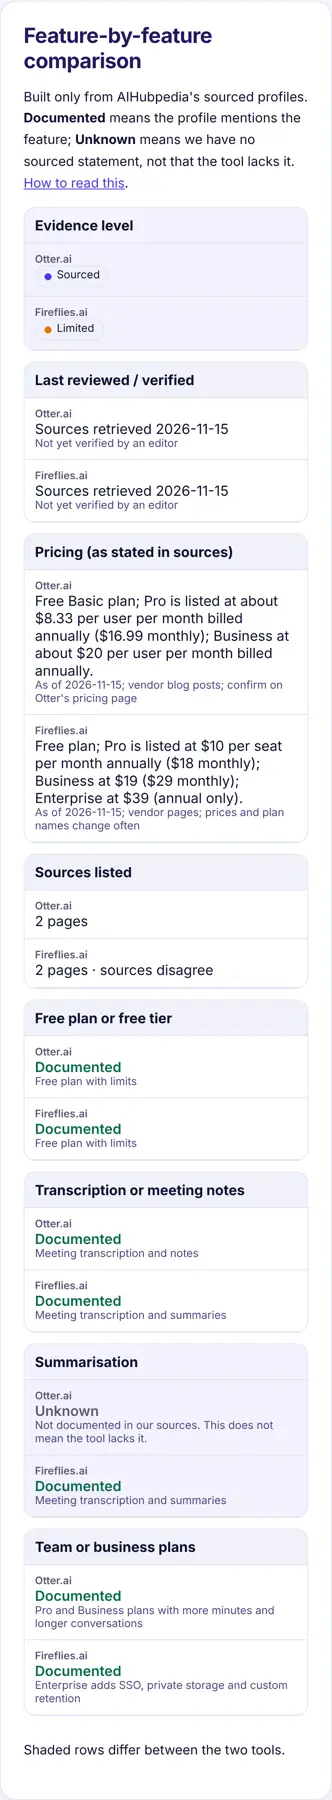 Feature-by-feature
comparison
Built only from AIHubpedia's sourced profiles.
Documented means the profile mentions the
feature; Unknown means we have no
sourced statement, not that the tool lacks it.
How to read this.
Evidence level
Otter.ai
Sourced
Fireflies.ai
Limited
Last reviewed / verified
Otter.ai
Sources retrieved 2026-11-15
Not yet verified by an editor
Fireflies.ai
Sources retrieved 2026-11-15
Not yet verified by an editor
Pricing (as stated in sources)
Otter.ai
Free Basic plan; Pro is listed at about
$8.33 per user per month billed
annually ($16.99 monthly); Business at
about $20 per user per month billed
annually.
As of 2026-11-15; vendor blog posts; confirm on
Otter's pricing page
Fireflies.ai
Free plan; Pro is listed at $10 per seat
per month annually ($18 monthly);
Business at $19 ($29 monthly);
Enterprise at $39 (annual only).
As of 2026-11-15; vendor pages; prices and plan
names change often
Sources listed
Otter.ai
2 pages
Fireflies.ai
2 pages · sources disagree
Free plan or free tier
Otter.ai
Documented
Free plan with limits
Fireflies.ai
Documented
Free plan with limits
Transcription or meeting notes
Otter.ai
Documented
Meeting transcription and notes
Fireflies.ai
Documented
Meeting transcription and summaries
Summarisation
Otter.ai
Unknown
Not documented in our sources. This does not
mean the tool lacks it.
Fireflies.ai
Documented
Meeting transcription and summaries
Team or business plans
Otter.ai
Documented
Pro and Business plans with more minutes and
longer conversations
Fireflies.ai
Documented
Enterprise adds SSO, private storage and custom
retention
Shaded rows differ between the two tools.